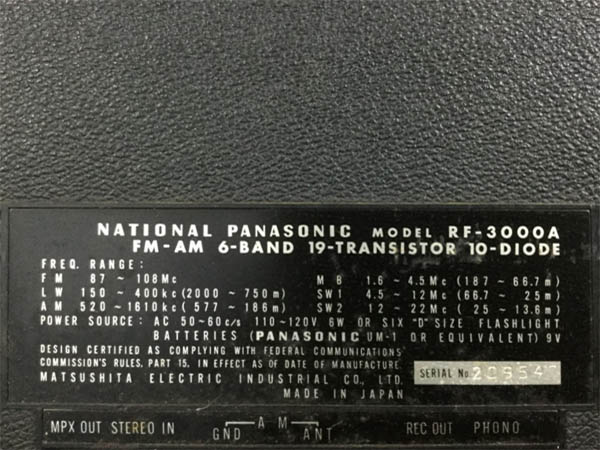 NATIONAL PANASONIC MODEL RF-3000A
FM-AM 6-BAND 19-TRANSISTOR 10-DIODE
FREQ. RANGE:
FM 87 ~ 108Mc MB 1.6 ~ 4.5Mc (187 ~ 66.7m)
LW 150 ~ 400kc (2000 ~ 750m) SW1 4.5 ~ 12Mc (66.7 ~ 25m)
AM 520 ~ 1610kc (577 ~ 186m) SW2 12 ~ 22Mc (25 ~ 13.6m)
POWER SOURCE: AC 50~60c/s 110~120V 6W OR SIX "D" SIZE FLASHLIGHT
BATTERIES (PANASONIC UM-1 OR EQUIVALENT) 9V
DESIGN CERTIFIED AS COMPLYING WITH FEDERAL COMMUNICATIONS
COMMISSION'S RULES, PART 15, IN EFFECT AS OF DATE OF MANUFACTURE.
MATSUSHITA ELECTRIC INDUSTRIAL CO., LTD. SERIAL No.
MADE IN JAPAN
MPX OUT STEREO IN GND AM ANT REC OUT PHONO